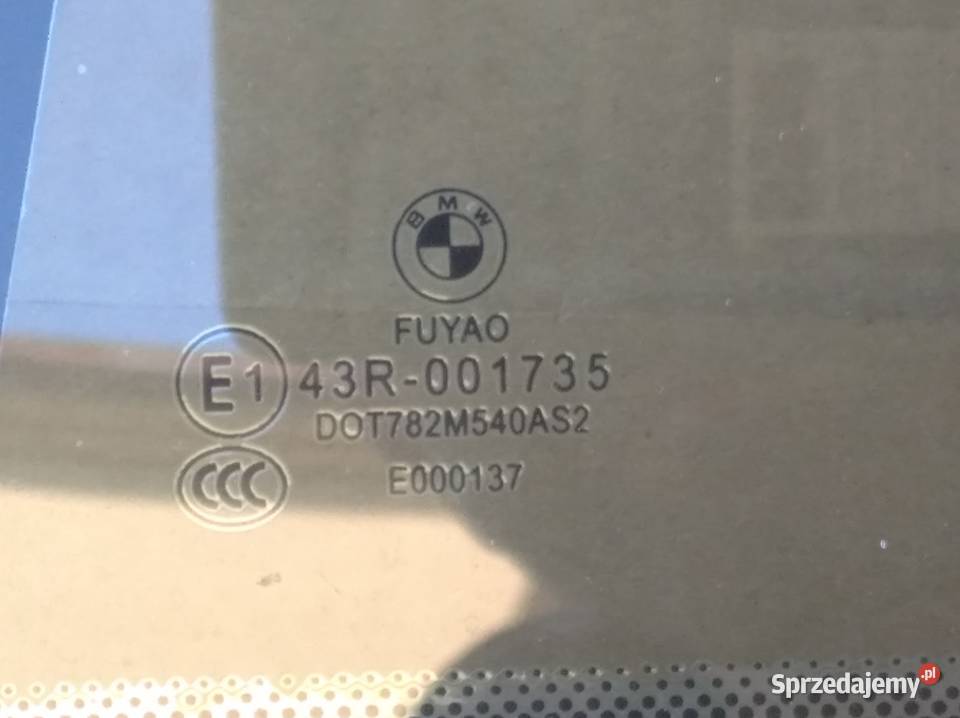 BMW
FUYAO
E1 43R-001735
DOT782M540AS2
CCC E000137
Sprzedajemy.pl